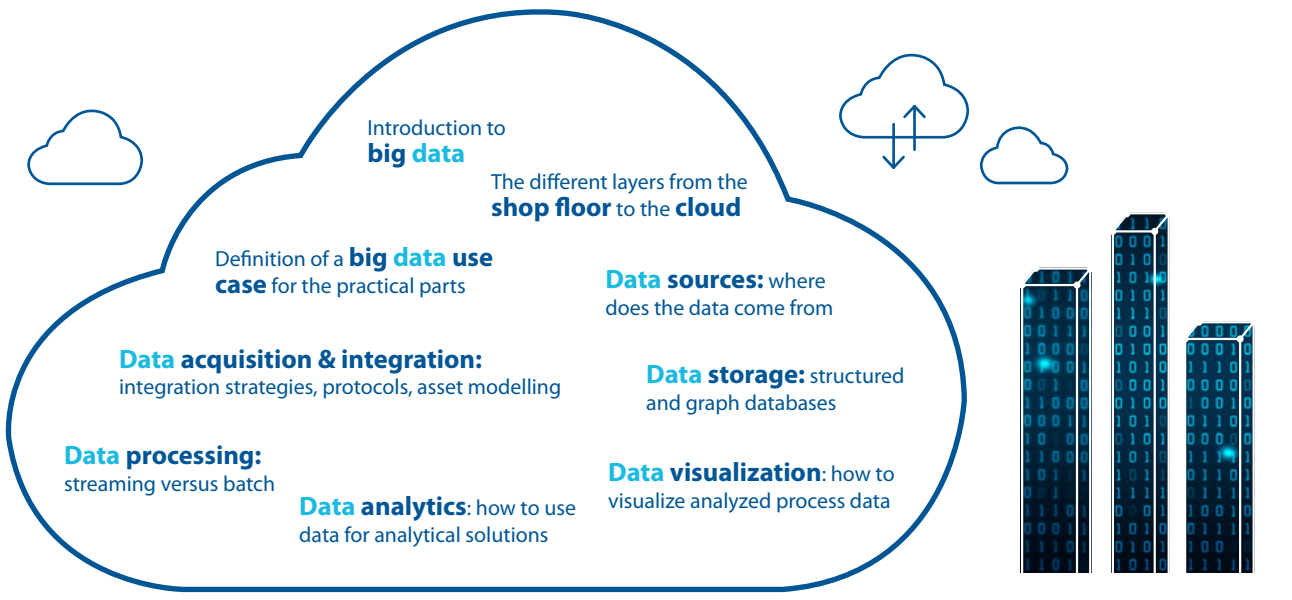 Introduction to
big data
The different layers from the
shop floor to the cloud
Definition of a big data use
case for the practical parts
Data sources: where
does the data come from
Data acquisition & integration:
integration strategies, protocols, asset modelling
Data storage: structured
and graph databases
Data processing:
streaming versus batch
Data visualization: how to
visualize analyzed process data
Data analytics: how to use
data for analytical solutions